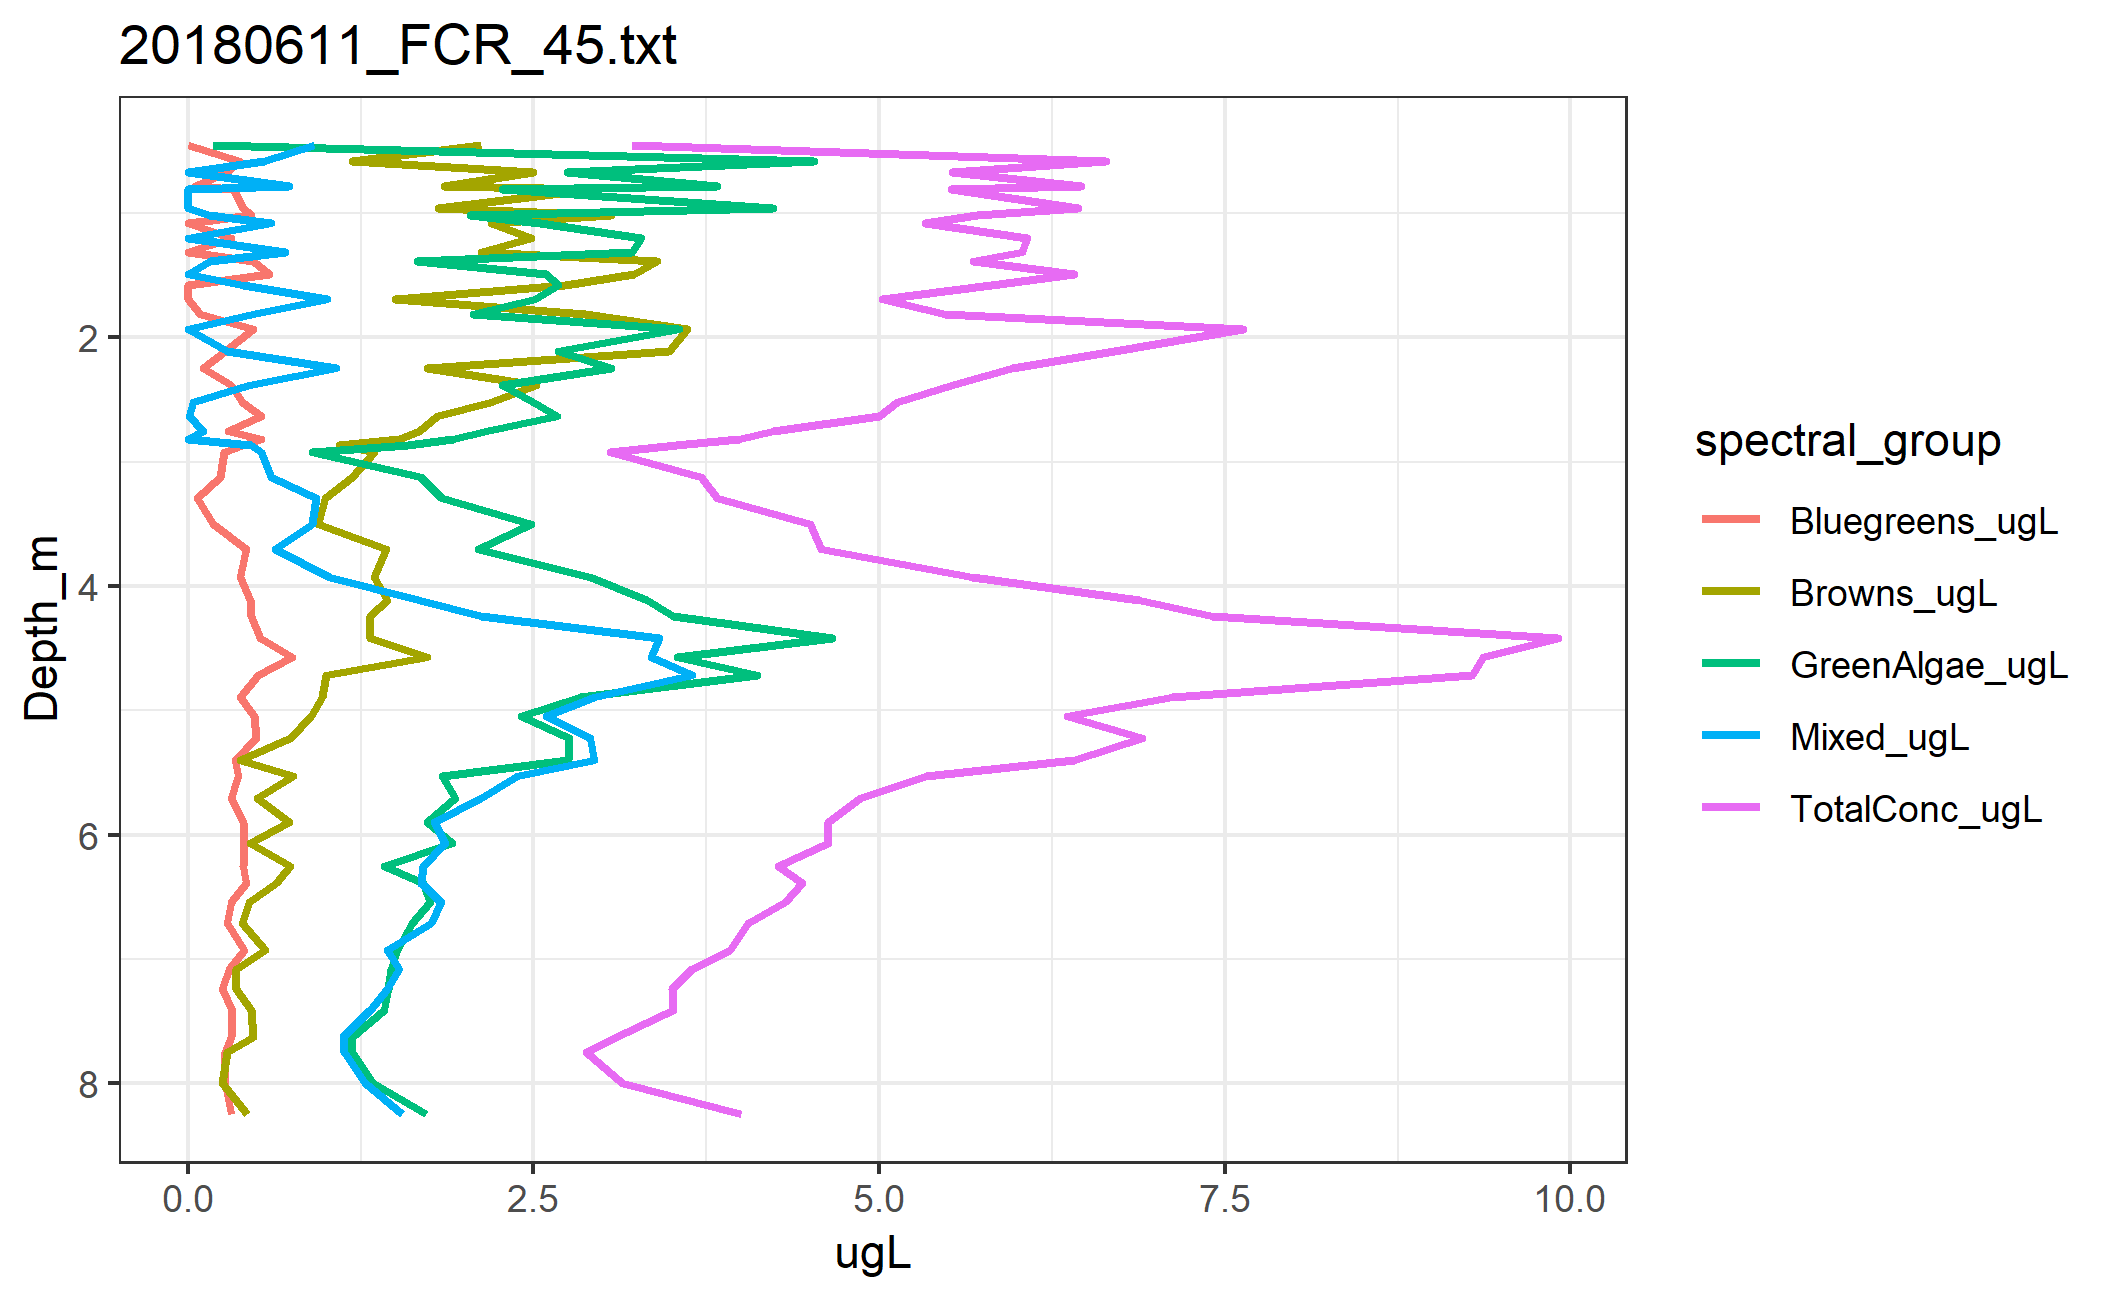 20180611_FCR_45.txt
Depth_m
2
4
6
8
0.0 2.5 5.0 7.5 10.0
ugL
spectral_group
Bluegreens_ugL
Browns_ugL
GreenAlgae_ugL
Mixed_ugL
TotalConc_ugL